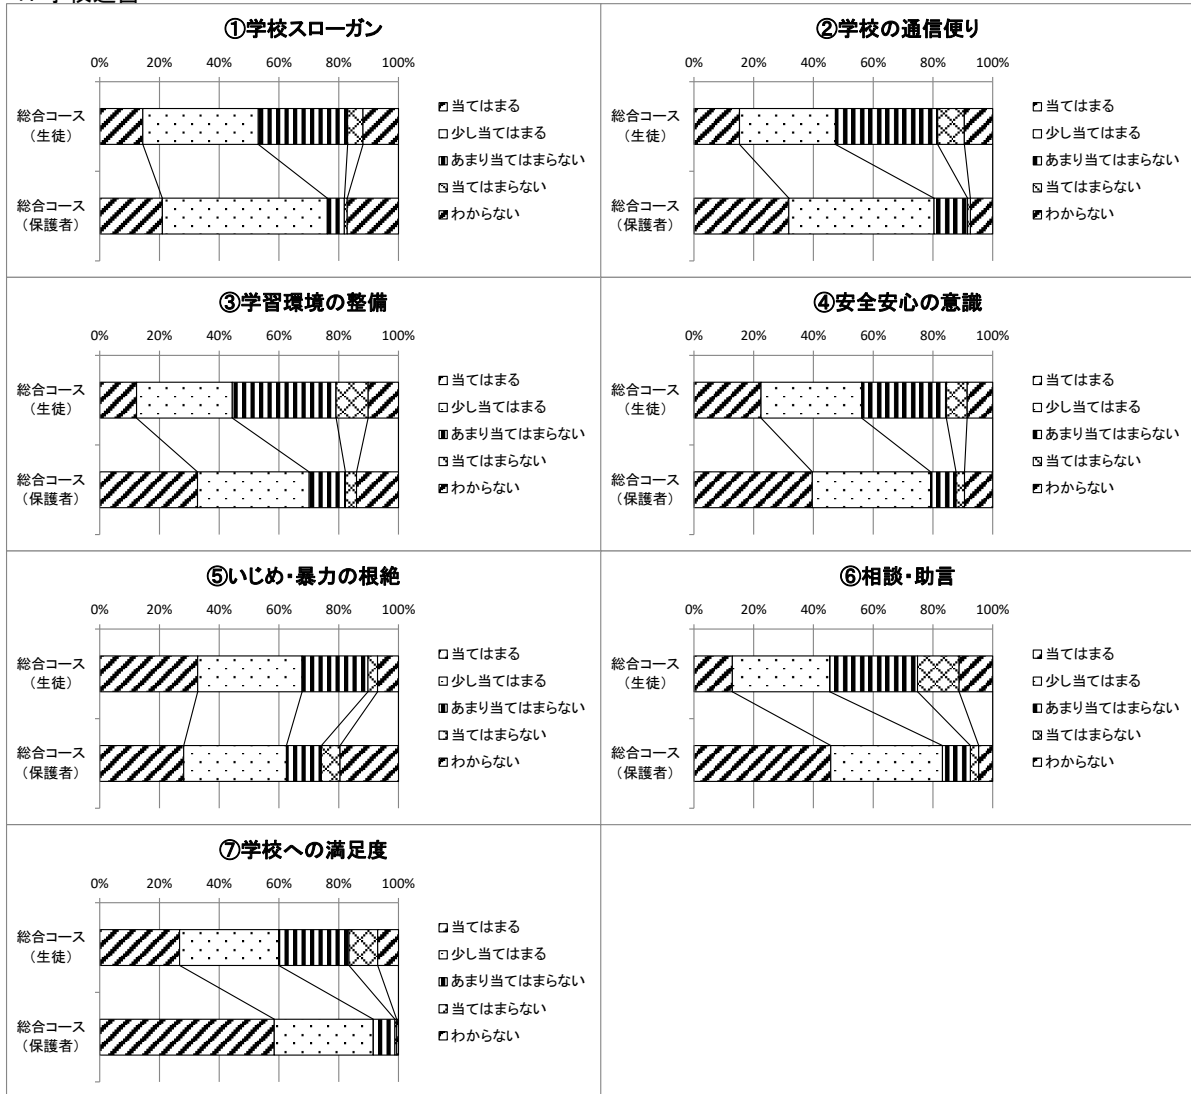 ①学校スローガン
0% 20% 40% 60% 80% 100%
総合コース
（生徒）
総合コース
（保護者）
当てはまる
少し当てはまる
あまり当てはまらない
当てはまらない
わからない
②学校の通信便り
0% 20% 40% 60% 80% 100%
総合コース
（生徒）
総合コース
（保護者）
当てはまる
少し当てはまる
あまり当てはまらない
当てはまらない
わからない
③学習環境の整備
0% 20% 40% 60% 80% 100%
総合コース
（生徒）
総合コース
（保護者）
当てはまる
少し当てはまる
あまり当てはまらない
当てはまらない
わからない
④安全安心の意識
0% 20% 40% 60% 80% 100%
総合コース
（生徒）
総合コース
（保護者）
当てはまる
少し当てはまる
あまり当てはまらない
当てはまらない
わからない
⑤いじめ・暴力の根絶
0% 20% 40% 60% 80% 100%
総合コース
（生徒）
総合コース
（保護者）
当てはまる
少し当てはまる
あまり当てはまらない
当てはまらない
わからない
⑥相談・助言
0% 20% 40% 60% 80% 100%
総合コース
（生徒）
総合コース
（保護者）
当てはまる
少し当てはまる
あまり当てはまらない
当てはまらない
わからない
⑦学校への満足度
0% 20% 40% 60% 80% 100%
総合コース
（生徒）
総合コース
（保護者）
当てはまる
少し当てはまる
あまり当てはまらない
当てはまらない
わからない